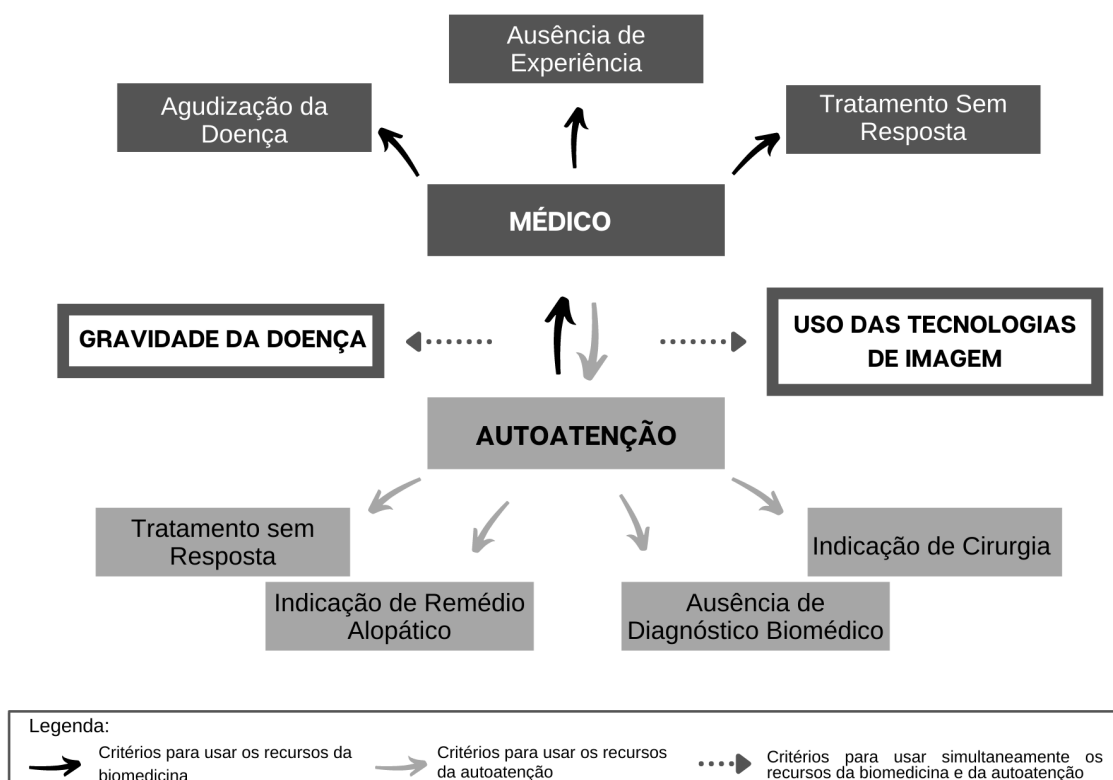 Ausência de
Experiência
Agudização da
Doença
Tratamento Sem
Resposta
MÉDICO
GRAVIDADE DA DOENÇA
USO DAS TECNOLOGIAS
DE IMAGEM
AUTOATENÇÃO
Tratamento sem
Resposta
Indicação de Remédio
Alopático
Ausência de
Diagnóstico Biomédico
Indicação de Cirurgia
Legenda:
Critérios para usar os recursos da
biomedicina
Critérios para usar os recursos
da autoatenção
Critérios para usar simultaneamente os
recursos da biomedicina e da autoatenção